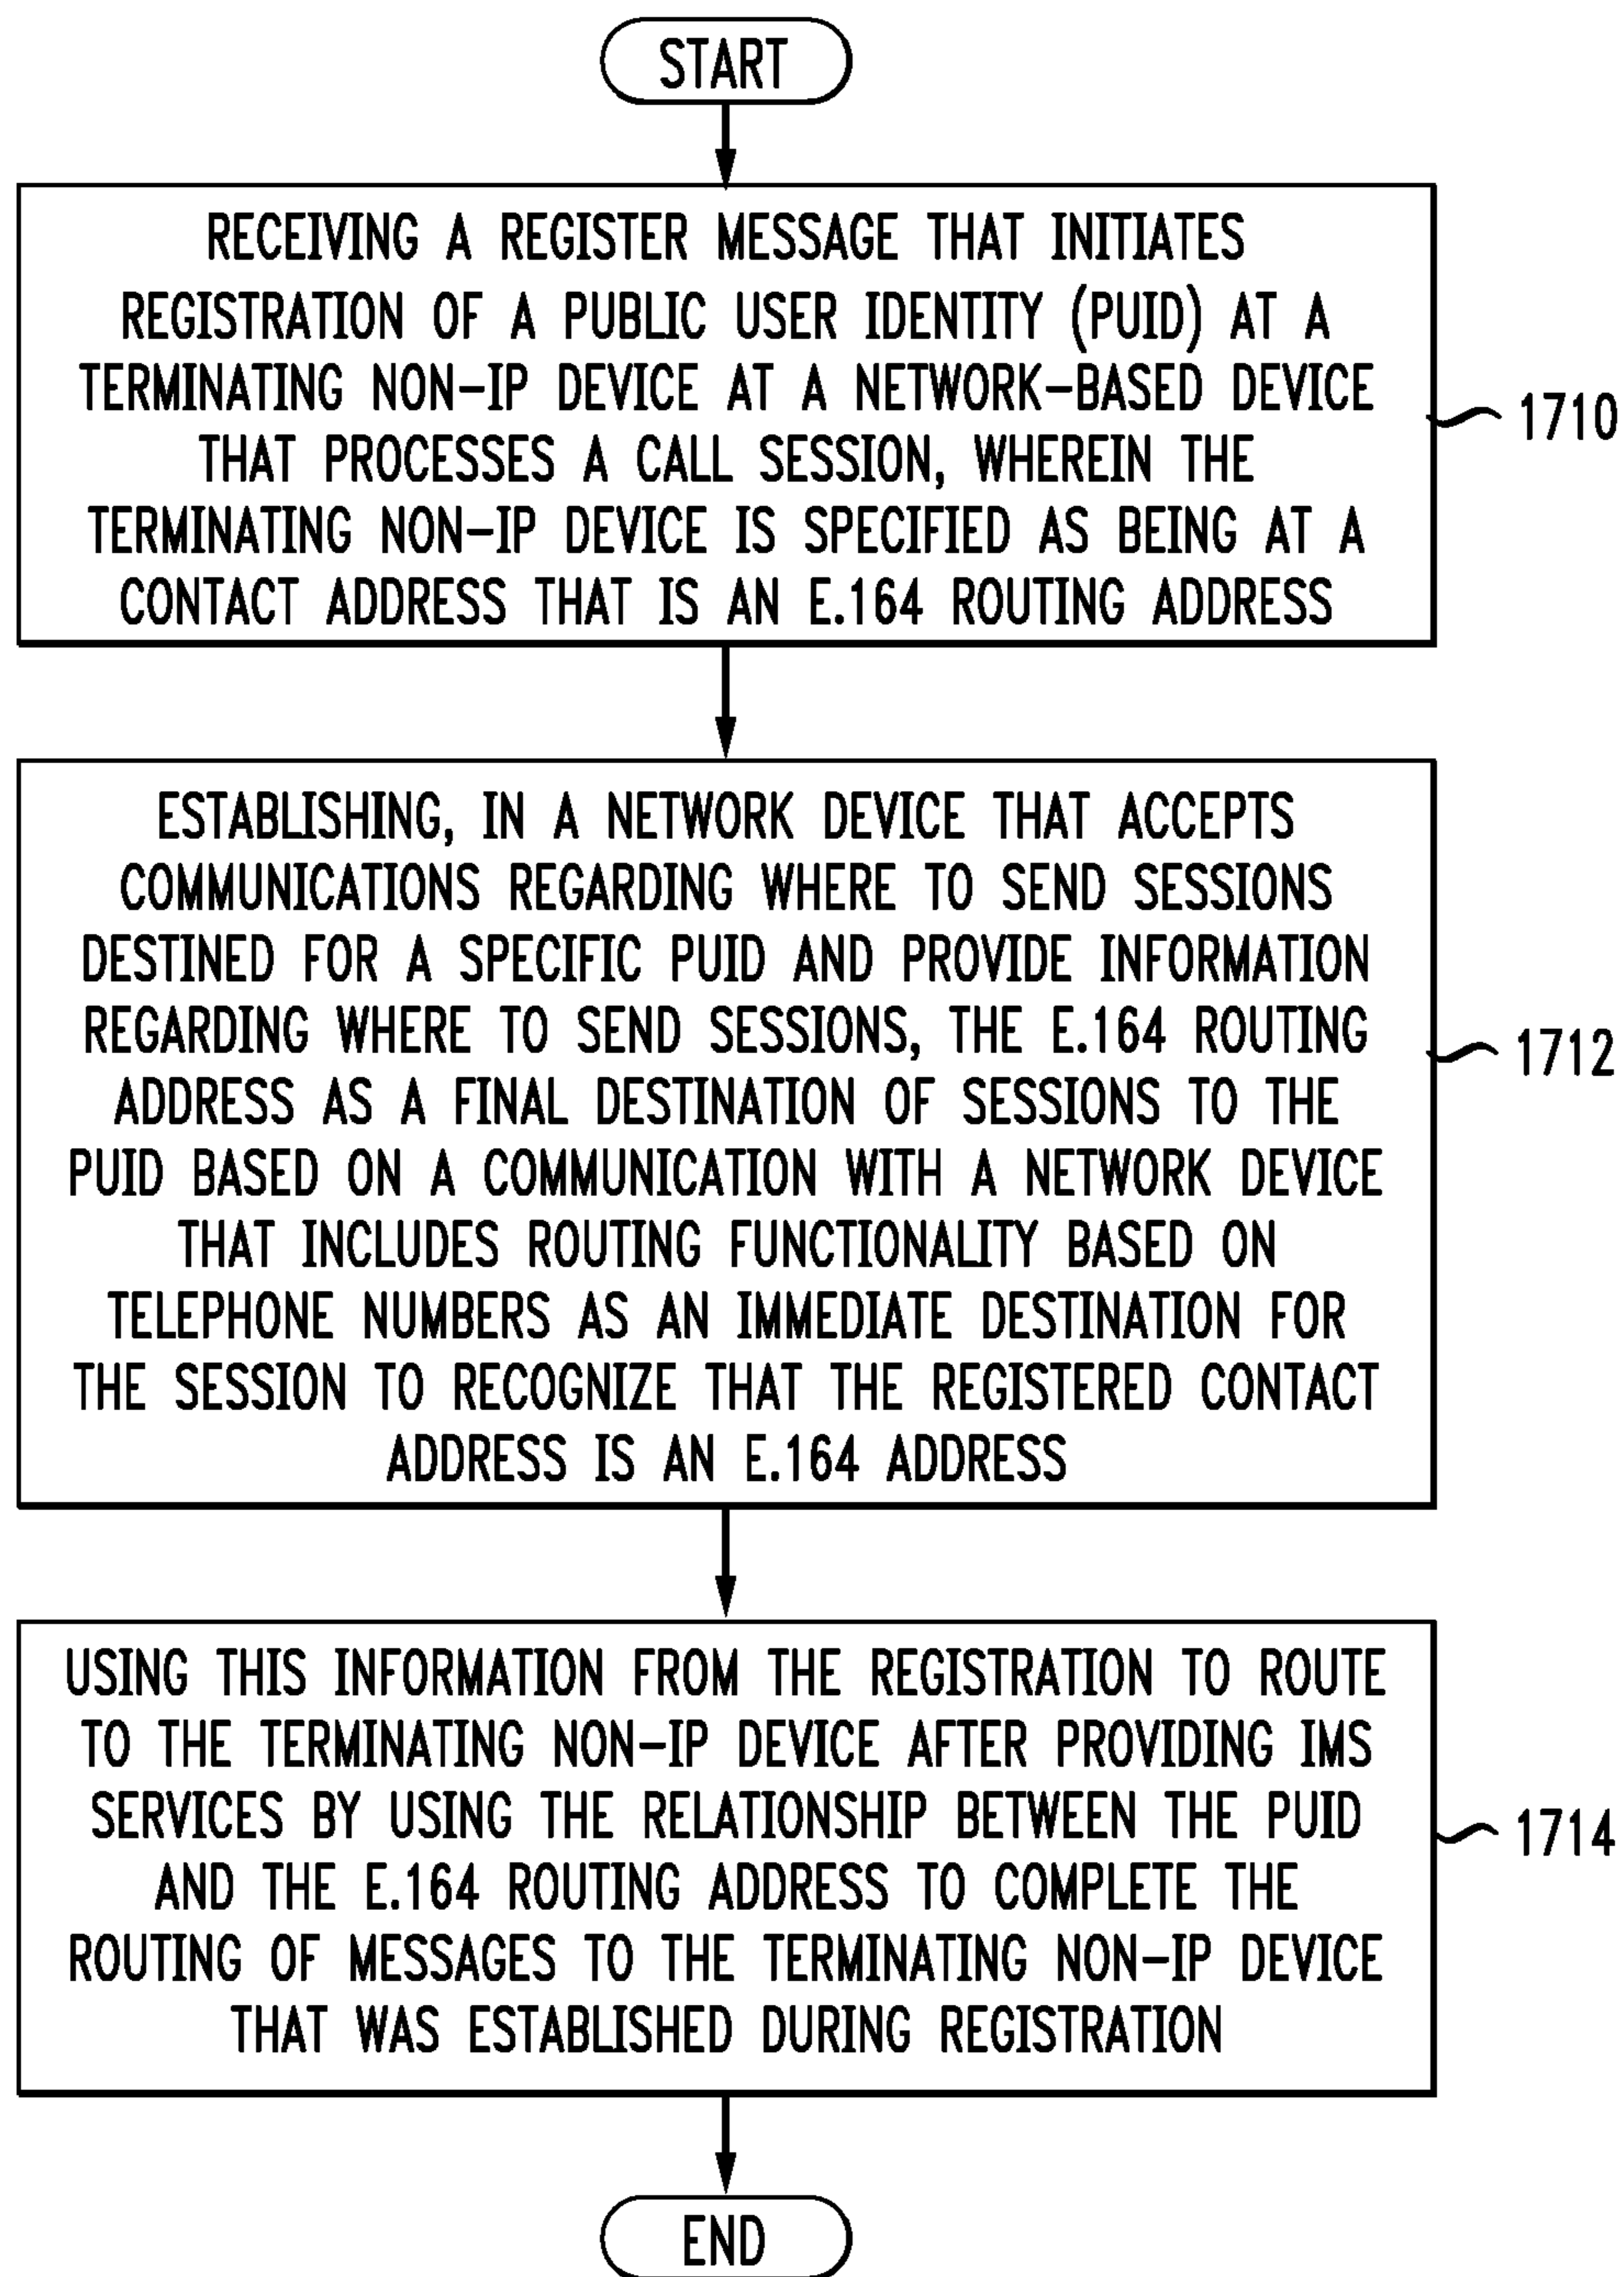 START
RECEIVING A REGISTER MESSAGE THAT INITIATES
REGISTRATION OF A PUBLIC USER IDENTITY (PUID) AT A
TERMINATING NON-IP DEVICE AT A NETWORK-BASED DEVICE
THAT PROCESSES A CALL SESSION, WHEREIN THE
TERMINATING NON-IP DEVICE IS SPECIFIED AS BEING AT A
CONTACT ADDRESS THAT IS AN E.164 ROUTING ADDRESS
1710
ESTABLISHING, IN A NETWORK DEVICE THAT ACCEPTS
COMMUNICATIONS REGARDING WHERE TO SEND SESSIONS
DESTINED FOR A SPECIFIC PUID AND PROVIDE INFORMATION
REGARDING WHERE TO SEND SESSIONS, THE E.164 ROUTING
ADDRESS AS A FINAL DESTINATION OF SESSIONS TO THE
PUID BASED ON A COMMUNICATION WITH A NETWORK DEVICE
THAT INCLUDES ROUTING FUNCTIONALITY BASED ON
TELEPHONE NUMBERS AS AN IMMEDIATE DESTINATION FOR
THE SESSION TO RECOGNIZE THAT THE REGISTERED CONTACT
ADDRESS IS AN E.164 ADDRESS
1712
USING THIS INFORMATION FROM THE REGISTRATION TO ROUTE
TO THE TERMINATING NON-IP DEVICE AFTER PROVIDING IMS
SERVICES BY USING THE RELATIONSHIP BETWEEN THE PUID
AND THE E.164 ROUTING ADDRESS TO COMPLETE THE
ROUTING OF MESSAGES TO THE TERMINATING NON-IP DEVICE
THAT WAS ESTABLISHED DURING REGISTRATION
1714
END